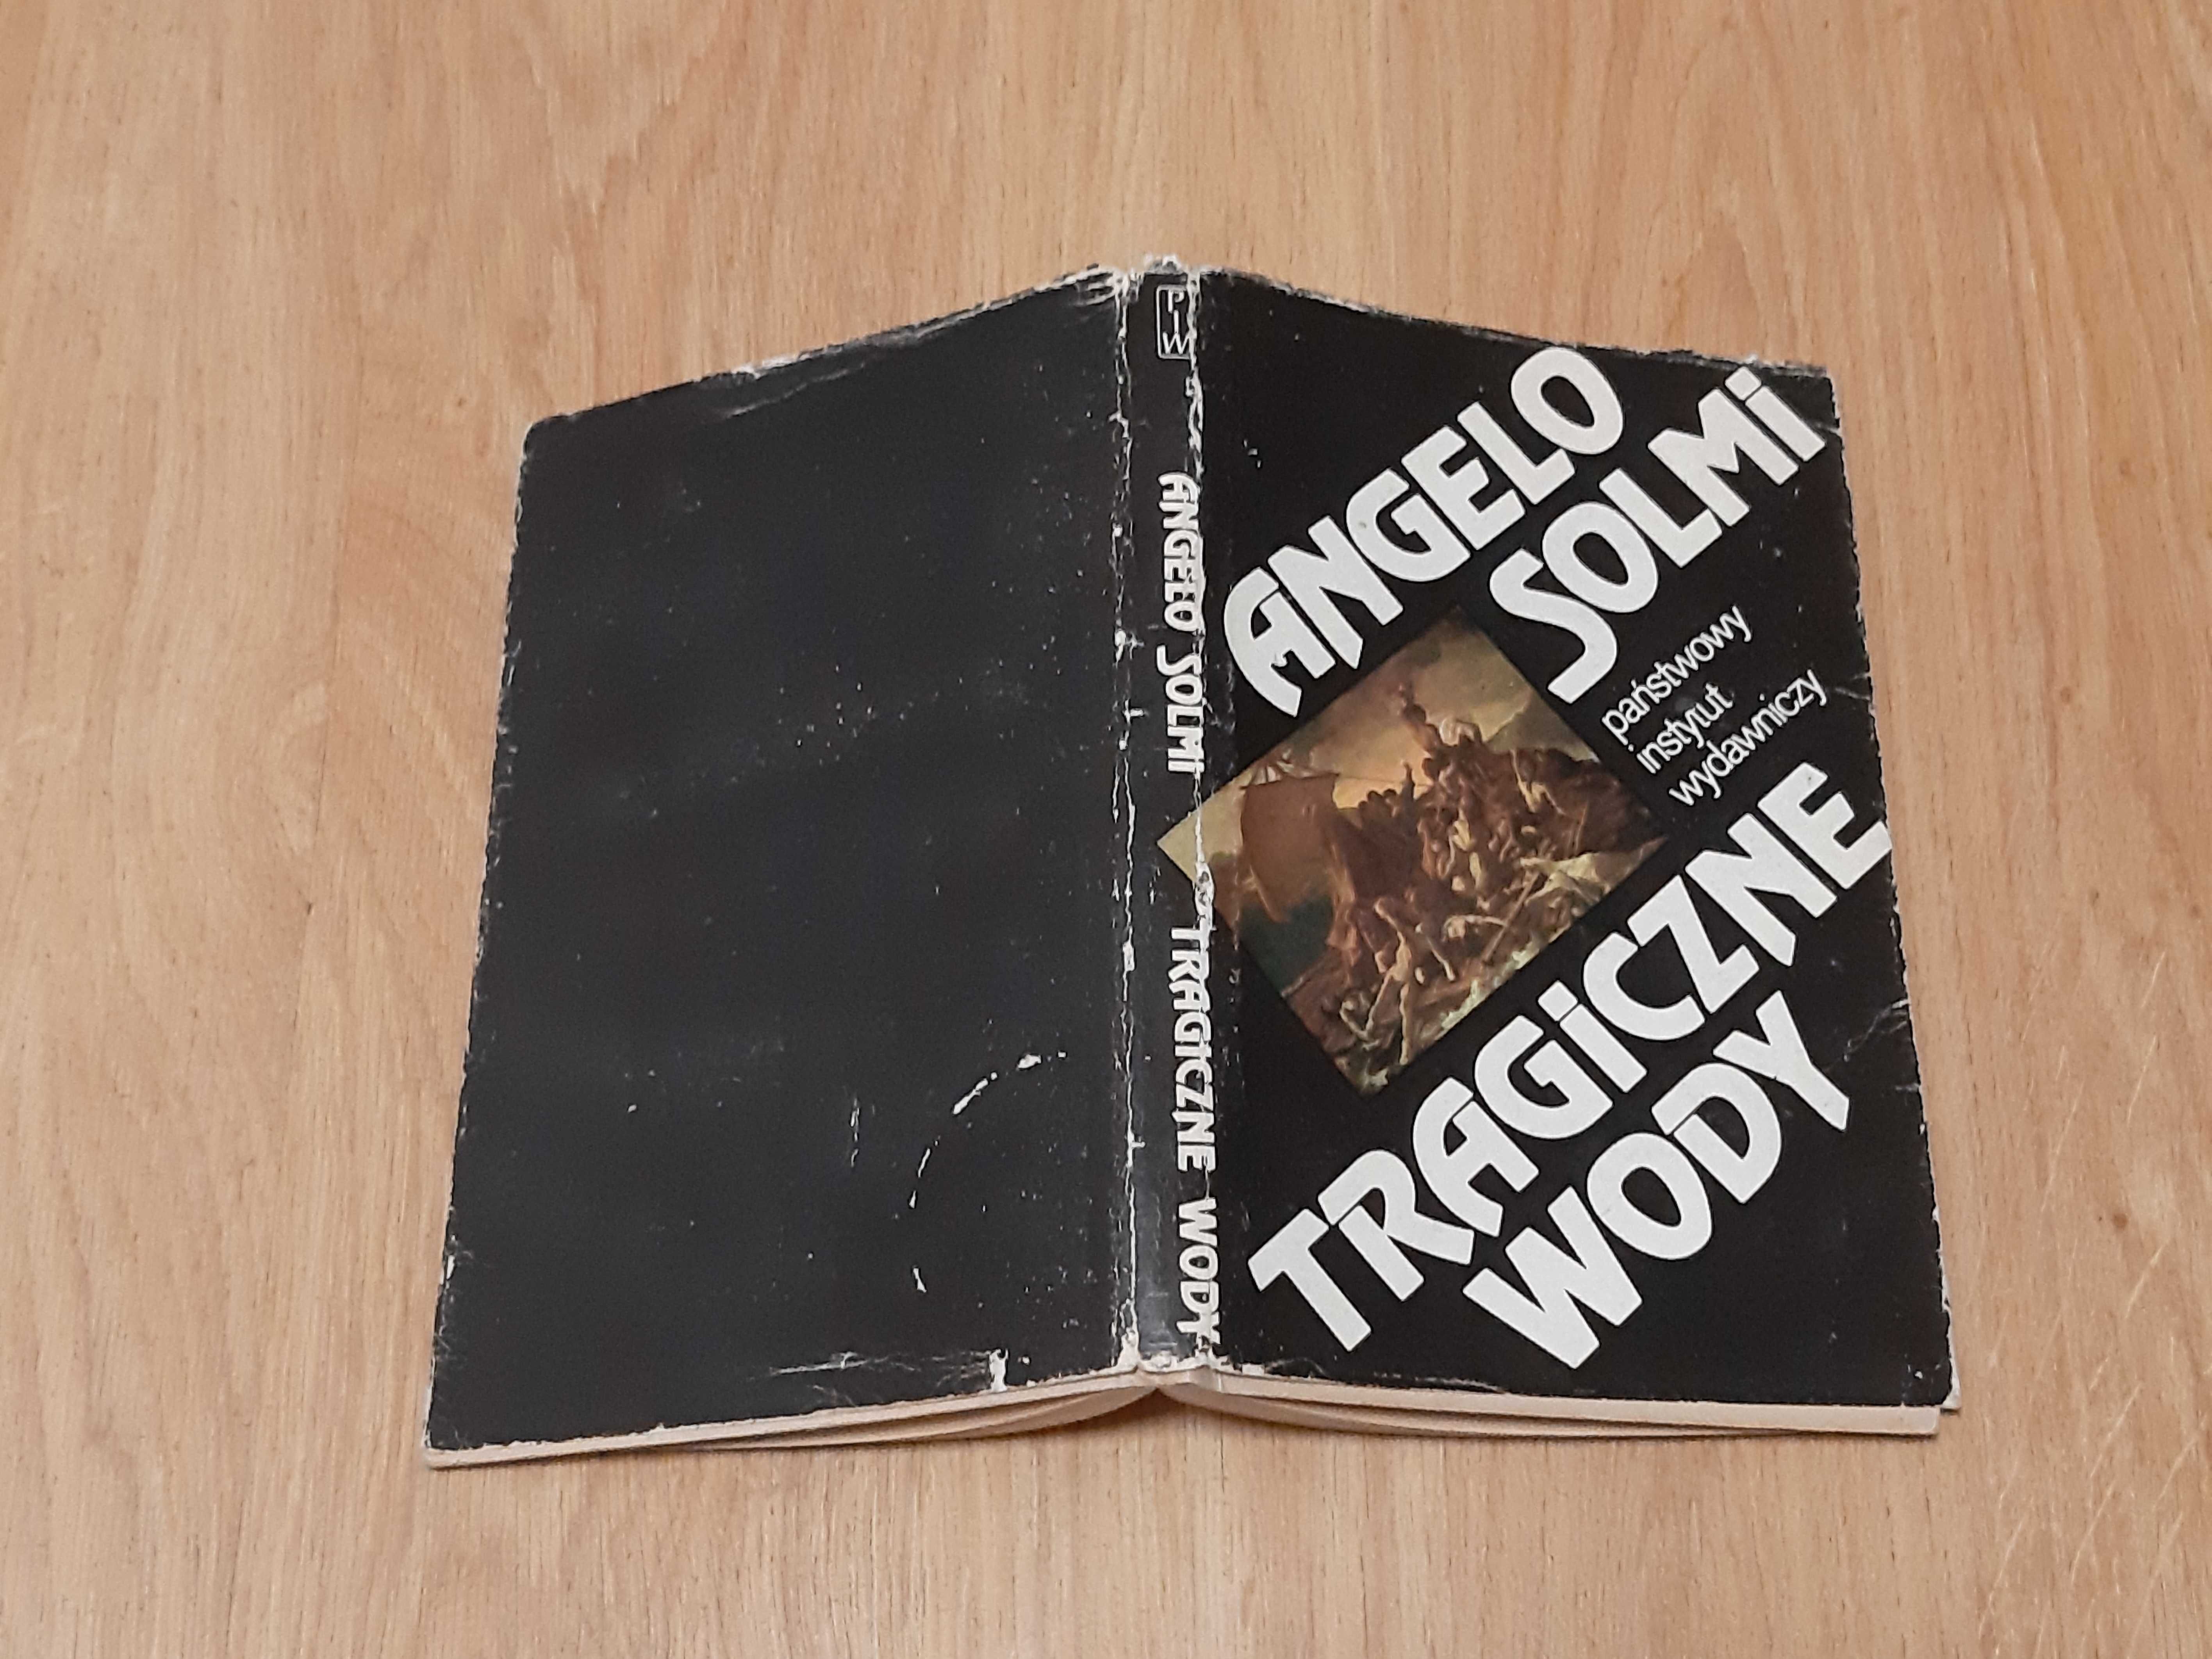 PIW
ANGELO SOLMi TRAGiCZNE WODY
ANGELO
SOLMi
państwowy
instytut
wydawniczy
TRAGiCZNE
WODY